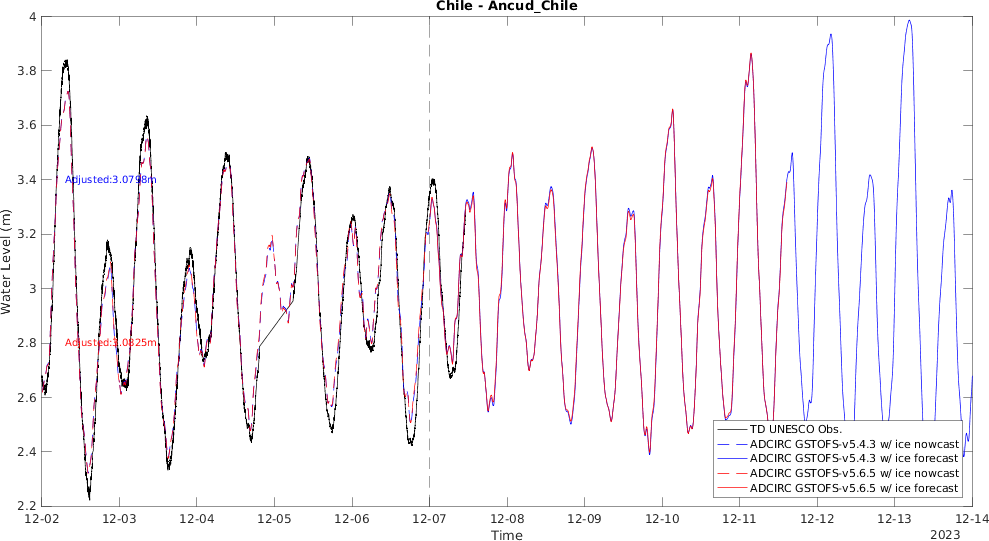 Chile - Ancud_Chile
Water Level (m)
4
3.8
3.6
3.4
3.2
3
2.8
2.6
2.4
2.2
Adjusted:3.0798m
Adjusted:3.0325m
TD UNESCO Obs.
ADCIRC GSTOFS-v5.4.3 w/ ice nowcast
ADCIRC GSTOFS-v5.4.3 w/ ice forecast
ADCIRC GSTOFS-v5.6.5 w/ ice nowcast
ADCIRC GSTOFS-v5.6.5 w/ ice forecast
12-02 12-03 12-04 12-05 12-06 12-07 12-08 12-09 12-10 12-11 12-12 12-13 12-14
Time
2023